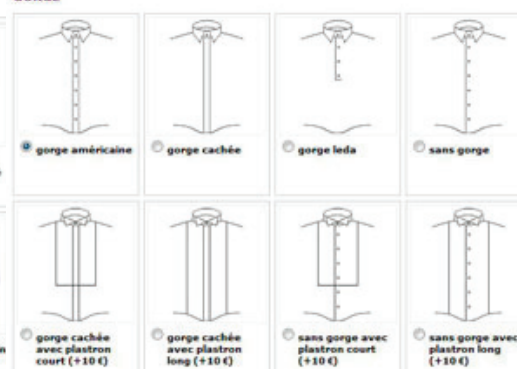 gorge américaine
gorge cachée
gorge leda
sans gorge
gorge cachée
avec plastron
court (+10 €)
gorge cachée
avec plastron
long (+10 €)
sans gorge avec
plastron court
(+10 €)
sans gorge avec
plastron long
(+10 €)